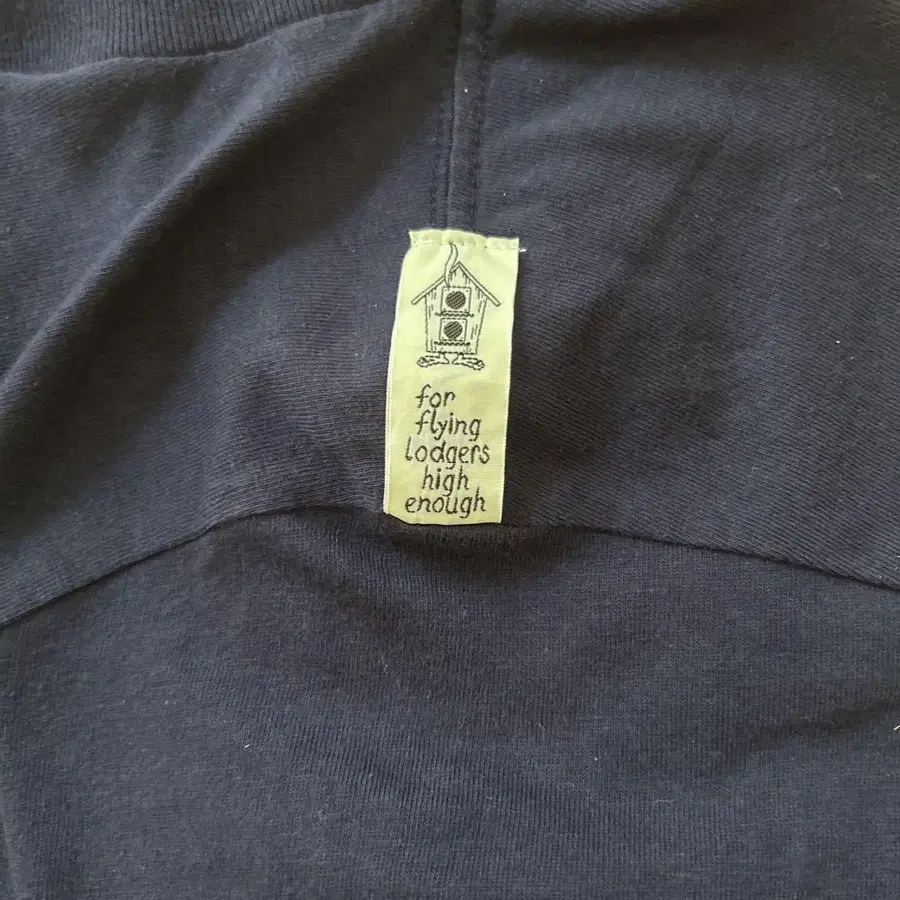 for
flying
lodgers
high
enough